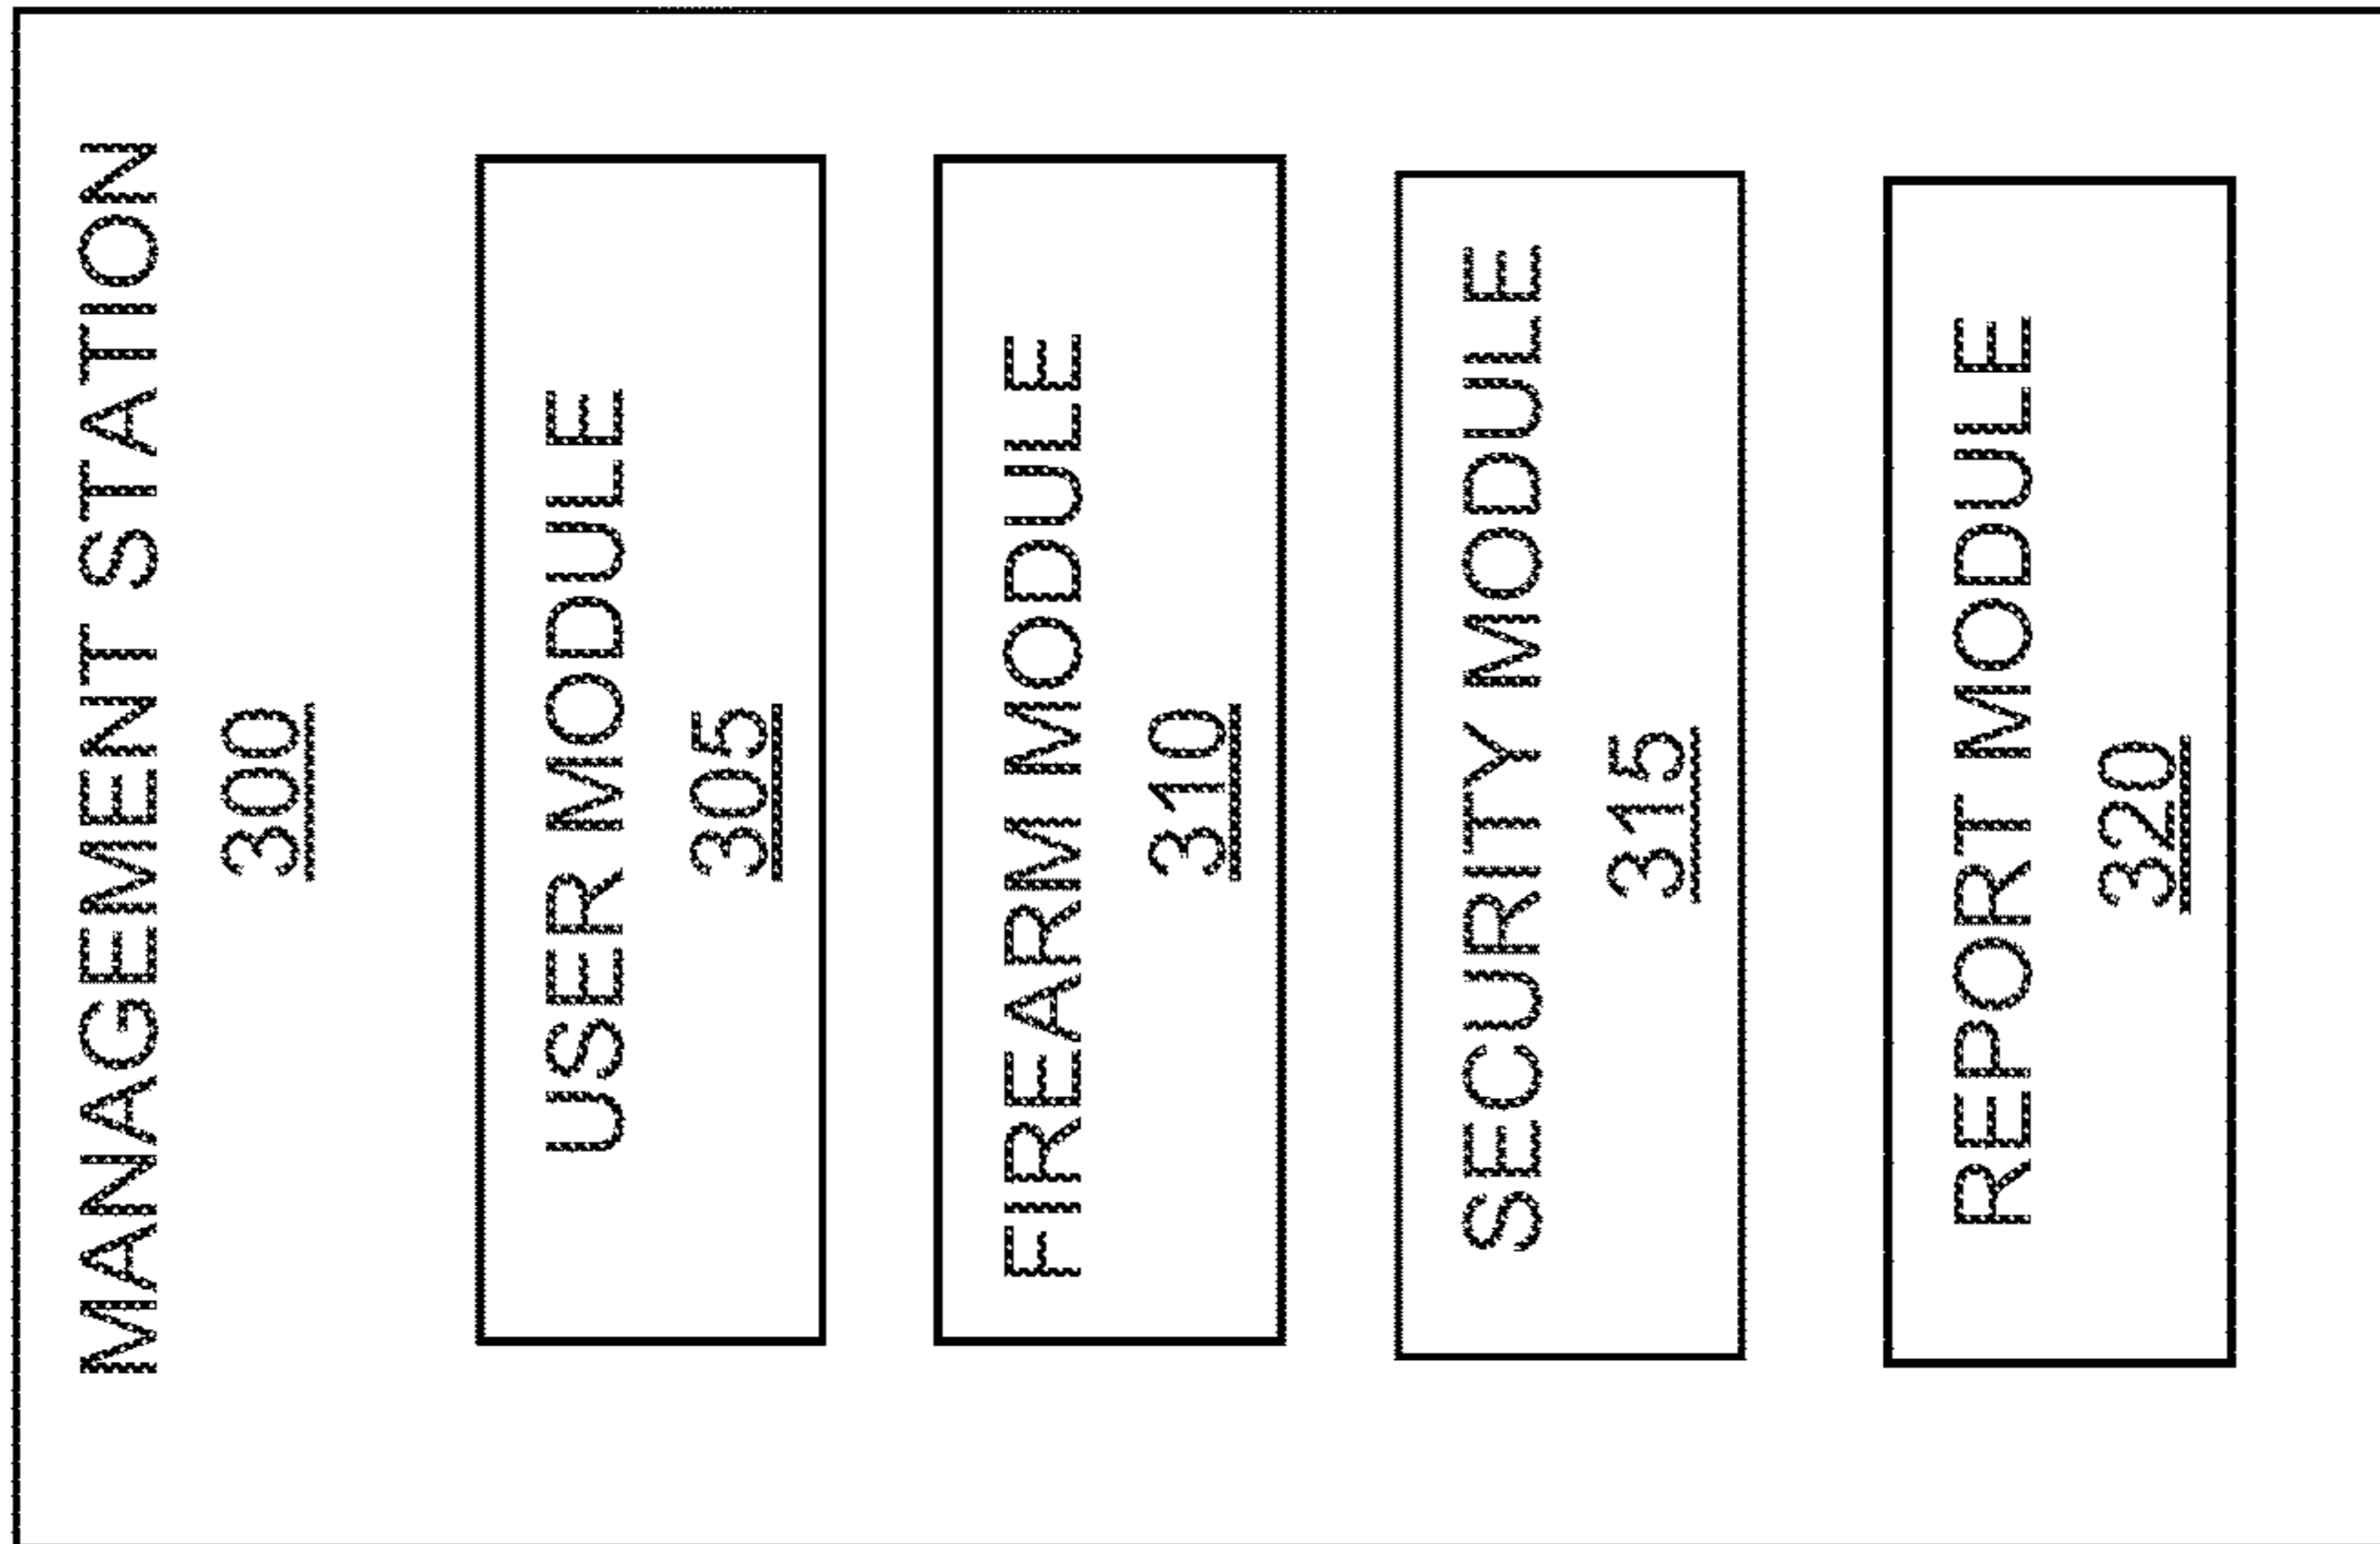 MANAGEMENT STATION
300
USER MODULE
305
FIREARM MODULE
310
SECURITY MODULE
315
REPORT MODULE
320